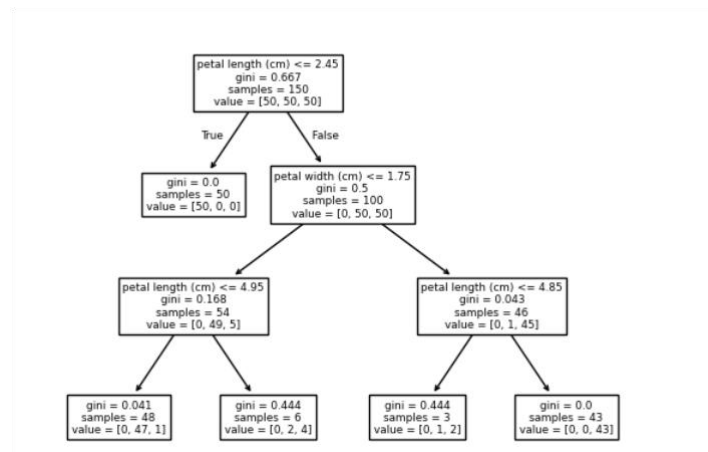 petal length (cm) <= 2.45
gini = 0.667
samples = 150
value = [50, 50, 50]
True
False
gini = 0.0
samples = 50
value = [50, 0, 0]
petal width (cm) <= 1.75
gini = 0.5
samples = 100
value = [0, 50, 50]
petal length (cm) <= 4.95
gini = 0.168
samples = 54
value = [0, 49, 5]
petal length (cm) <= 4.85
gini = 0.043
samples = 46
value = [0, 1, 45]
gini = 0.041
samples = 48
value = [0, 47, 1]
gini = 0.444
samples = 6
value = [0, 2, 4]
gini = 0.444
samples = 3
value = [0, 1, 2]
gini = 0.0
samples = 43
value = [0, 0, 43]